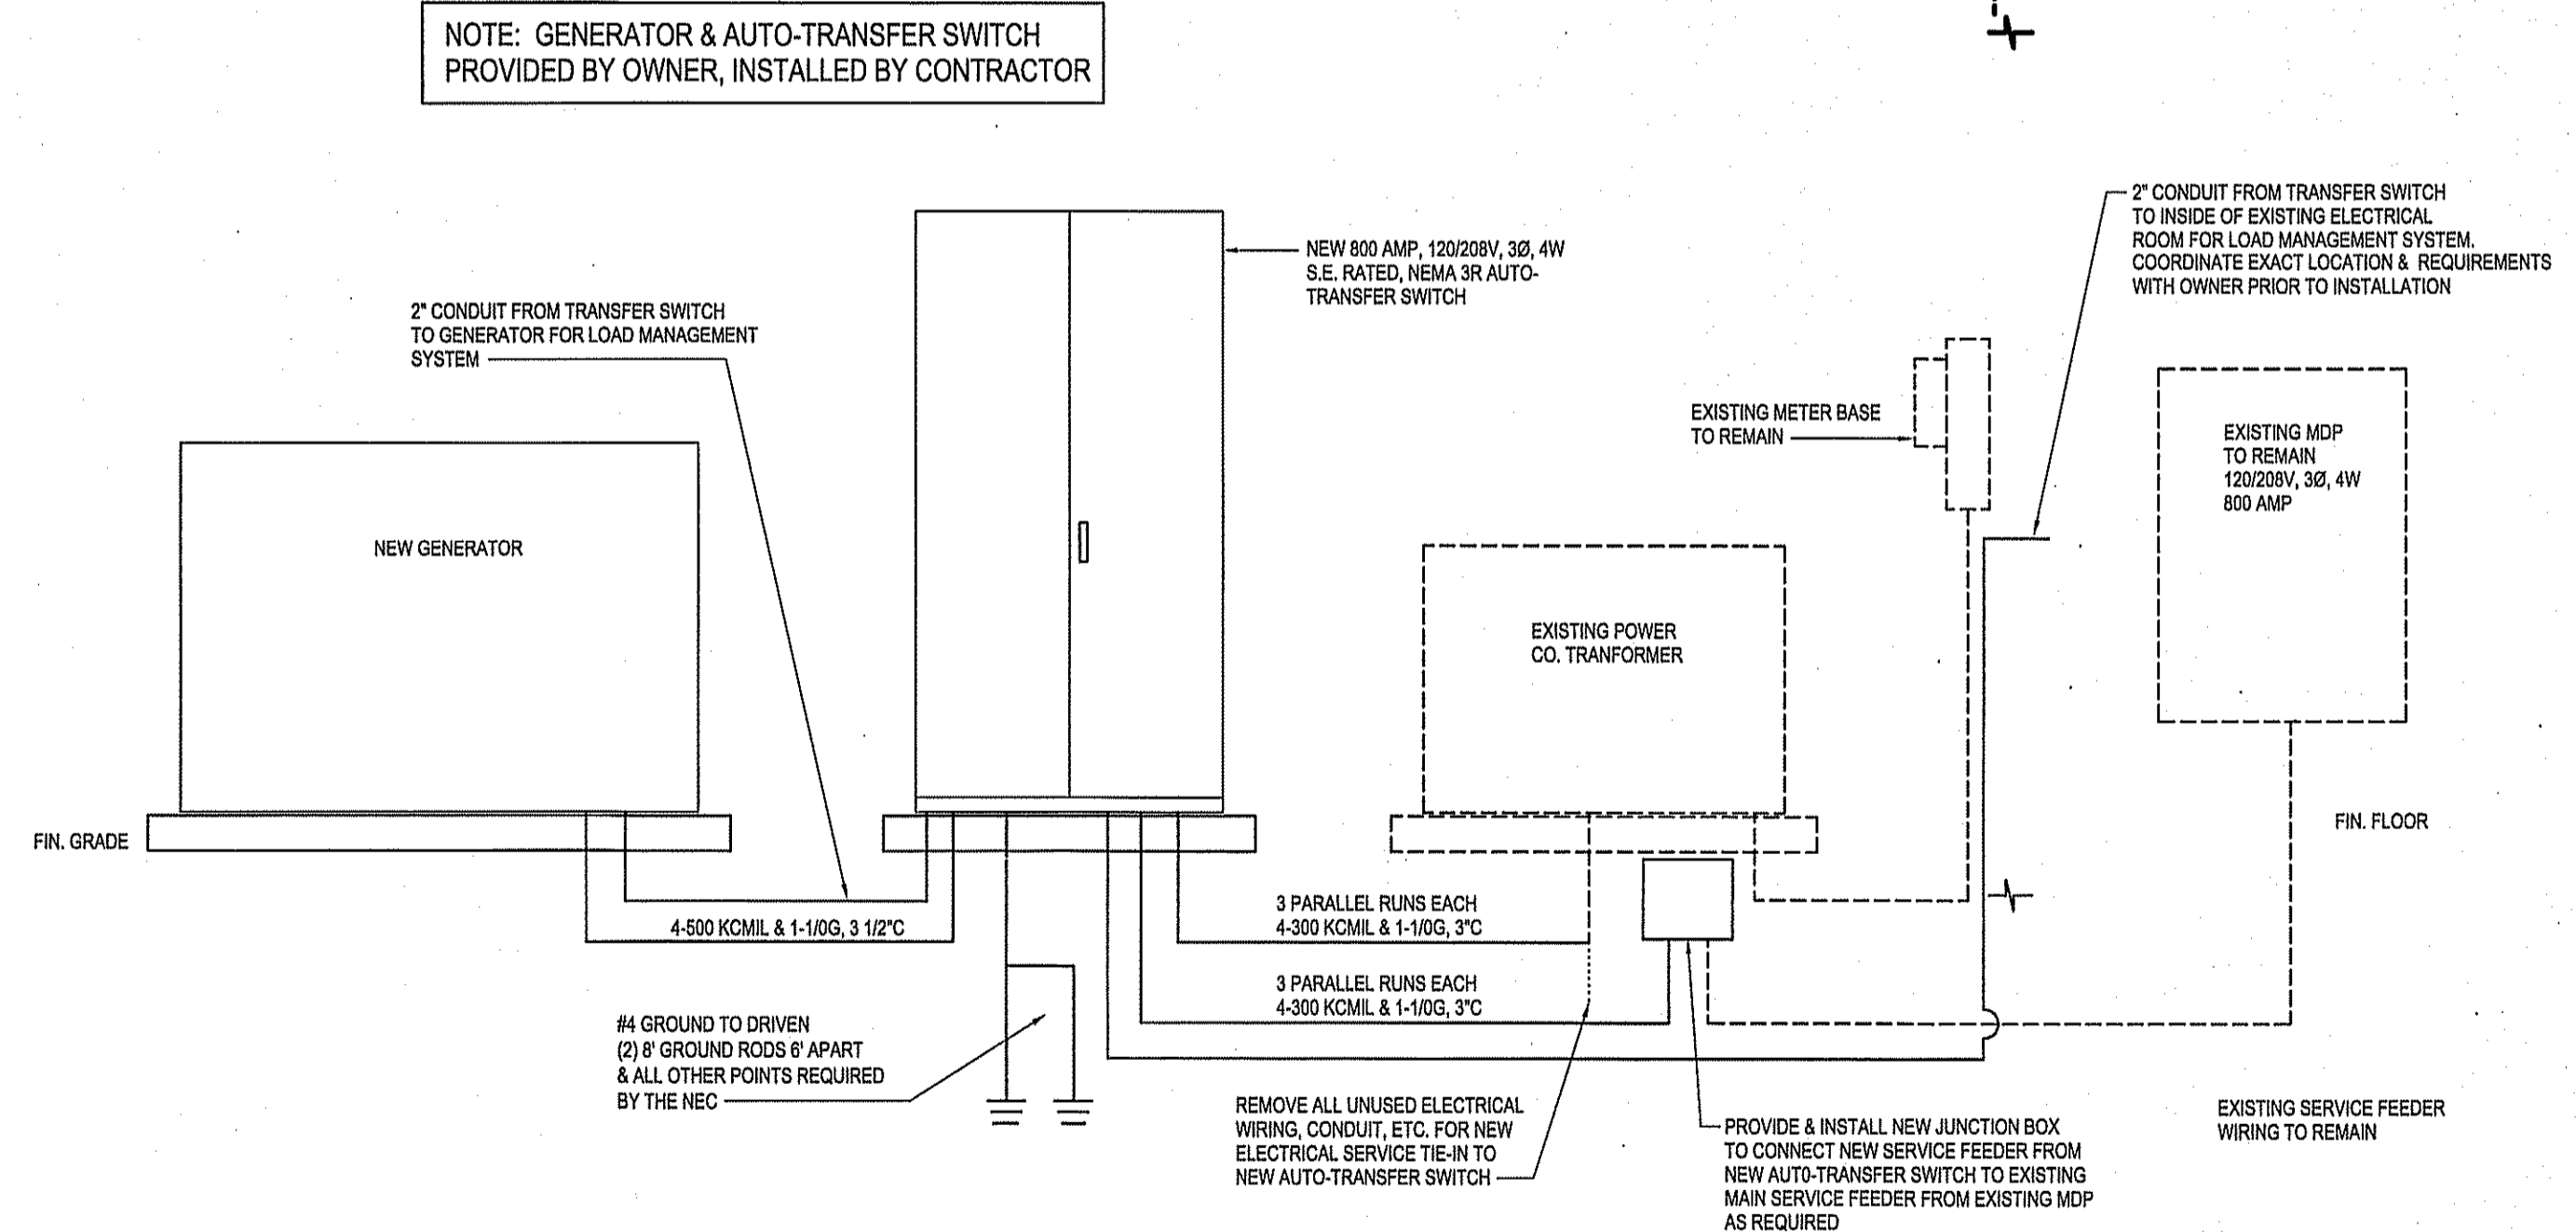 NOTE: GENERATOR & AUTO-TRANSFER SWITCH
PROVIDED BY OWNER, INSTALLED BY CONTRACTOR
2" CONDUIT FROM TRANSFER SWITCH
TO INSIDE OF EXISTING ELECTRICAL
ROOM FOR LOAD MANAGEMENT SYSTEM.
COORDINATE EXACT LOCATION & REQUIREMENTS
WITH OWNER PRIOR TO INSTALLATION
NEW 800 AMP, 120/208V, 3Ø, 4W
S.E. RATED, NEMA 3R AUTO-
TRANSFER SWITCH
2" CONDUIT FROM TRANSFER SWITCH
TO GENERATOR FOR LOAD MANAGEMENT
SYSTEM
EXISTING METER BASE
TO REMAIN
EXISTING MDP
TO REMAIN
120/208V, 3Ø, 4W
800 AMP
NEW GENERATOR
EXISTING POWER
CO. TRANFORMER
FIN. GRADE
FIN. FLOOR
4-500 KCMIL & 1-1/0G, 3 1/2"C
3 PARALLEL RUNS EACH
4-300 KCMIL & 1-1/0G, 3"C
3 PARALLEL RUNS EACH
4-300 KCMIL & 1-1/0G, 3"C
#4 GROUND TO DRIVEN
(2) 8' GROUND RODS 6' APART
& ALL OTHER POINTS REQUIRED
BY THE NEC
REMOVE ALL UNUSED ELECTRICAL
WIRING, CONDUIT, ETC. FOR NEW
ELECTRICAL SERVICE TIE-IN TO
NEW AUTO-TRANSFER SWITCH
PROVIDE & INSTALL NEW JUNCTION BOX
TO CONNECT NEW SERVICE FEEDER FROM
NEW AUT0-TRANSFER SWITCH TO EXISTING
MAIN SERVICE FEEDER FROM EXISTING MDP
AS REQUIRED
EXISTING SERVICE FEEDER
WIRING TO REMAIN